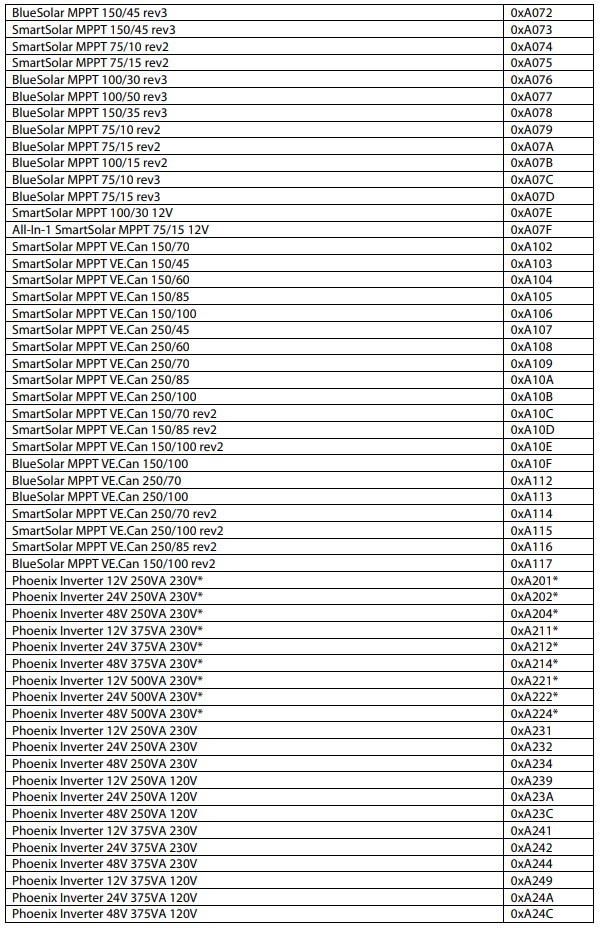 BlueSolar MPPT 150/45 rev3 0xA072
SmartSolar MPPT 150/45 rev3 0xA073
SmartSolar MPPT 75/10 rev2 0xA074
SmartSolar MPPT 75/15 rev2 0xA075
BlueSolar MPPT 100/30 rev3 0xA076
BlueSolar MPPT 100/50 rev3 0xA077
BlueSolar MPPT 150/35 rev3 0xA078
BlueSolar MPPT 75/10 rev2 0xA079
BlueSolar MPPT 75/15 rev2 0xA07A
BlueSolar MPPT 100/15 rev2 0xA07B
BlueSolar MPPT 75/10 rev3 0xA07C
BlueSolar MPPT 75/15 rev3 0xA07D
SmartSolar MPPT 100/30 12V 0xA07E
All-In-1 SmartSolar MPPT 75/15 12V 0xA07F
SmartSolar MPPT VE.Can 150/70 0xA102
SmartSolar MPPT VE.Can 150/45 0xA103
SmartSolar MPPT VE.Can 150/60 0xA104
SmartSolar MPPT VE.Can 150/85 0xA105
SmartSolar MPPT VE.Can 150/100 0xA106
SmartSolar MPPT VE.Can 250/45 0xA107
SmartSolar MPPT VE.Can 250/60 0xA108
SmartSolar MPPT VE.Can 250/70 0xA109
SmartSolar MPPT VE.Can 250/85 0xA10A
SmartSolar MPPT VE.Can 250/100 0xA10B
SmartSolar MPPT VE.Can 150/70 rev2 0xA10C
SmartSolar MPPT VE.Can 150/85 rev2 0xA10D
SmartSolar MPPT VE.Can 150/100 rev2 0xA10E
BlueSolar MPPT VE.Can 150/100 0xA10F
BlueSolar MPPT VE.Can 250/70 0xA112
BlueSolar MPPT VE.Can 250/100 0xA113
SmartSolar MPPT VE.Can 250/70 rev2 0xA114
SmartSolar MPPT VE.Can 250/100 rev2 0xA115
SmartSolar MPPT VE.Can 250/85 rev2 0xA116
BlueSolar MPPT VE.Can 150/100 rev2 0xA117
Phoenix Inverter 12V 250VA 230V* 0xA201*
Phoenix Inverter 24V 250VA 230V* 0xA202*
Phoenix Inverter 48V 250VA 230V* 0xA204*
Phoenix Inverter 12V 375VA 230V* 0xA211*
Phoenix Inverter 24V 375VA 230V* 0xA212*
Phoenix Inverter 48V 375VA 230V* 0xA214*
Phoenix Inverter 12V 500VA 230V* 0xA221*
Phoenix Inverter 24V 500VA 230V* 0xA222*
Phoenix Inverter 48V 500VA 230V* 0xA224*
Phoenix Inverter 12V 250VA 230V 0xA231
Phoenix Inverter 24V 250VA 230V 0xA232
Phoenix Inverter 48V 250VA 230V 0xA234
Phoenix Inverter 12V 250VA 120V 0xA239
Phoenix Inverter 24V 250VA 120V 0xA23A
Phoenix Inverter 48V 250VA 120V 0xA23C
Phoenix Inverter 12V 375VA 230V 0xA241
Phoenix Inverter 24V 375VA 230V 0xA242
Phoenix Inverter 48V 375VA 230V 0xA244
Phoenix Inverter 12V 375VA 120V 0xA249
Phoenix Inverter 24V 375VA 120V 0xA24A
Phoenix Inverter 48V 375VA 120V 0xA24C